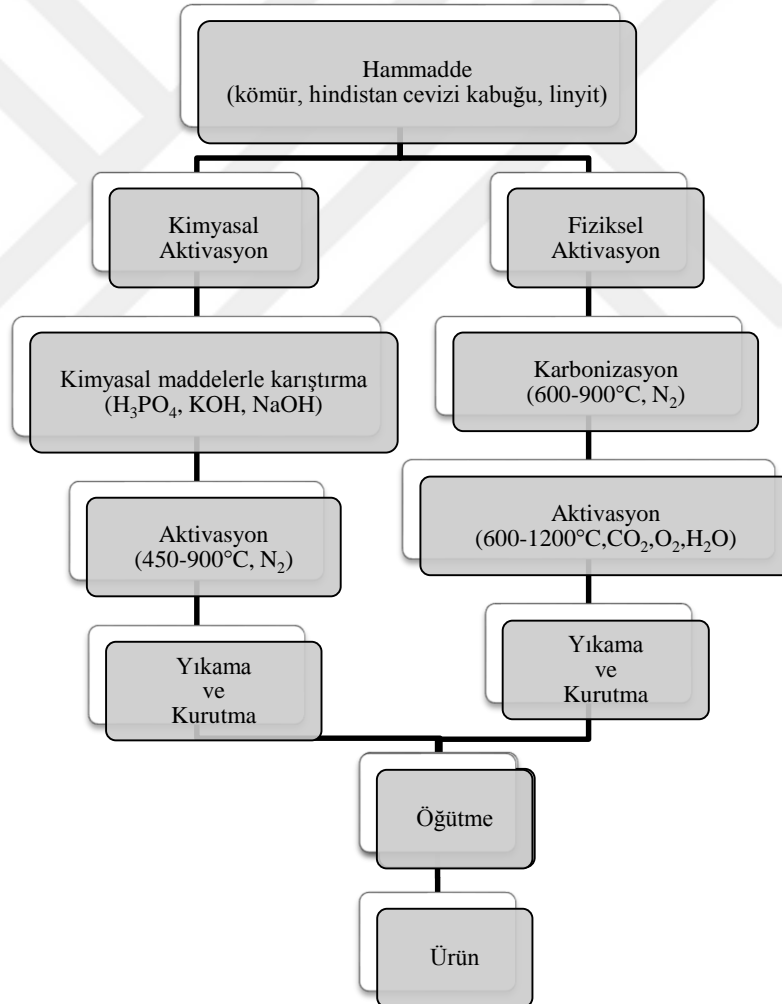 Hammadde
(kömür, hindistan cevizi kabuğu, linyit)
Kimyasal
Aktivasyon
Fiziksel
Aktivasyon
Kimyasal maddelerle karıştırma
(H₃PO₄, KOH, NaOH)
Karbonizasyon
(600-900°C, N₂)
Aktivasyon
(450-900°C, N₂)
Aktivasyon
(600-1200°C,CO₂,O₂,H₂O)
Yıkama
ve
Kurutma
Yıkama
ve
Kurutma
Öğütme
Ürün